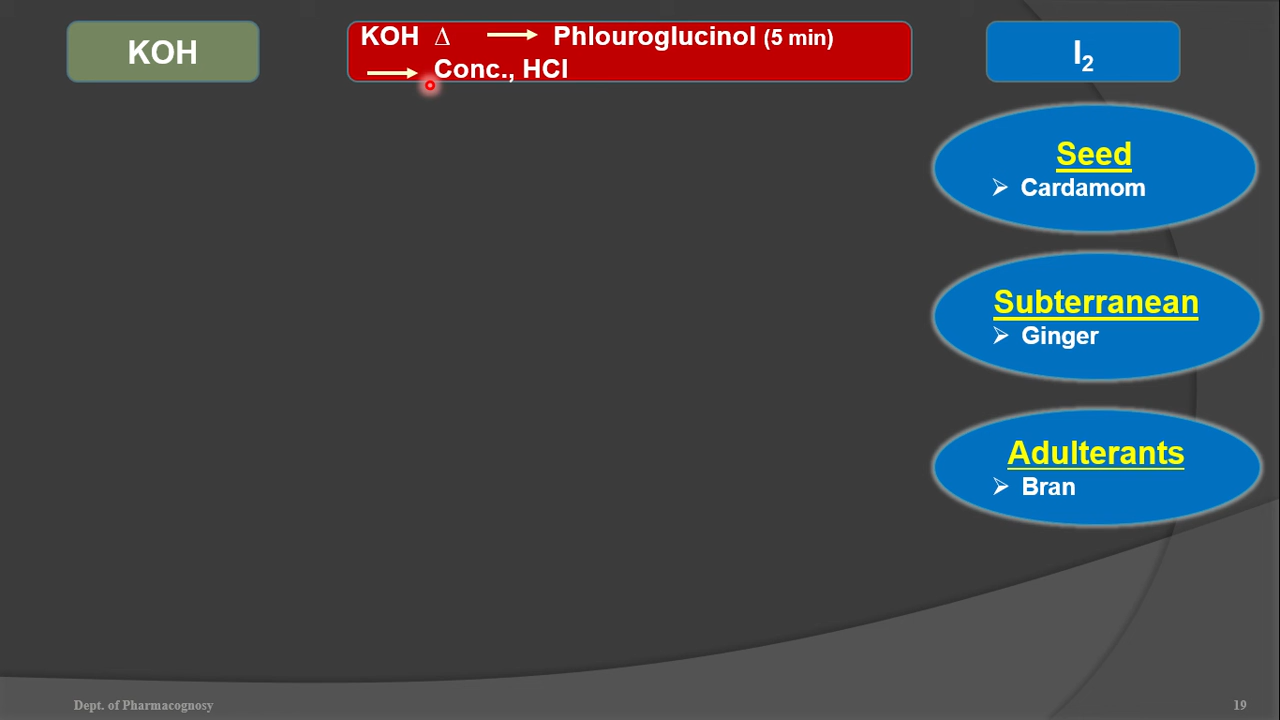 KOH
KOH Δ → Phlouroglucinol (5 min)
→ Conc., HCl
I₂
Seed
➢ Cardamom
Subterranean
➢ Ginger
Adulterants
➢ Bran
Dept. of Pharmacognosy
19